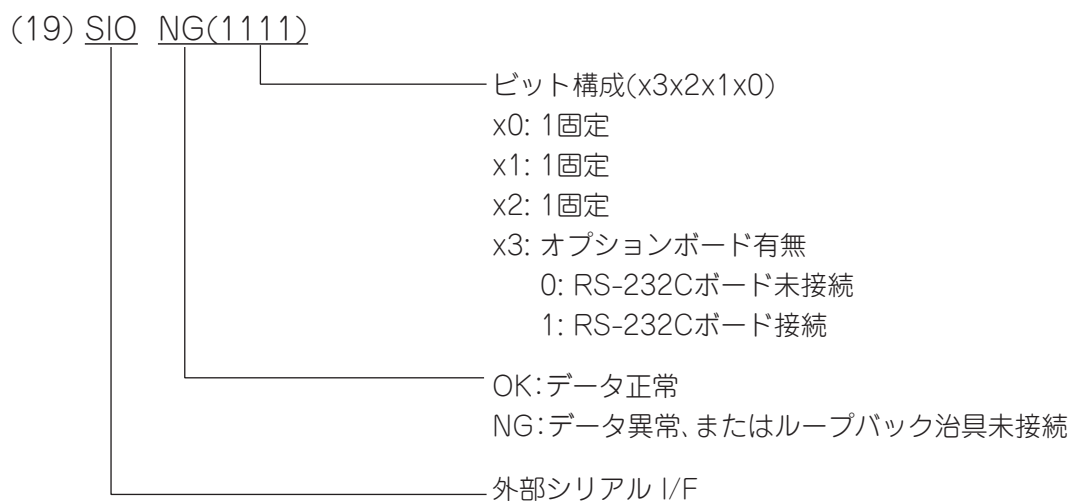 (19) SIO NG(1111)
ビット構成(x3x2x1x0)
x0: 1固定
x1: 1固定
x2: 1固定
x3: オプションボード有無
0: RS-232Cボード未接続
1: RS-232Cボード接続
OK:データ正常
NG:データ異常、またはループバック治具未接続
外部シリアル I/F